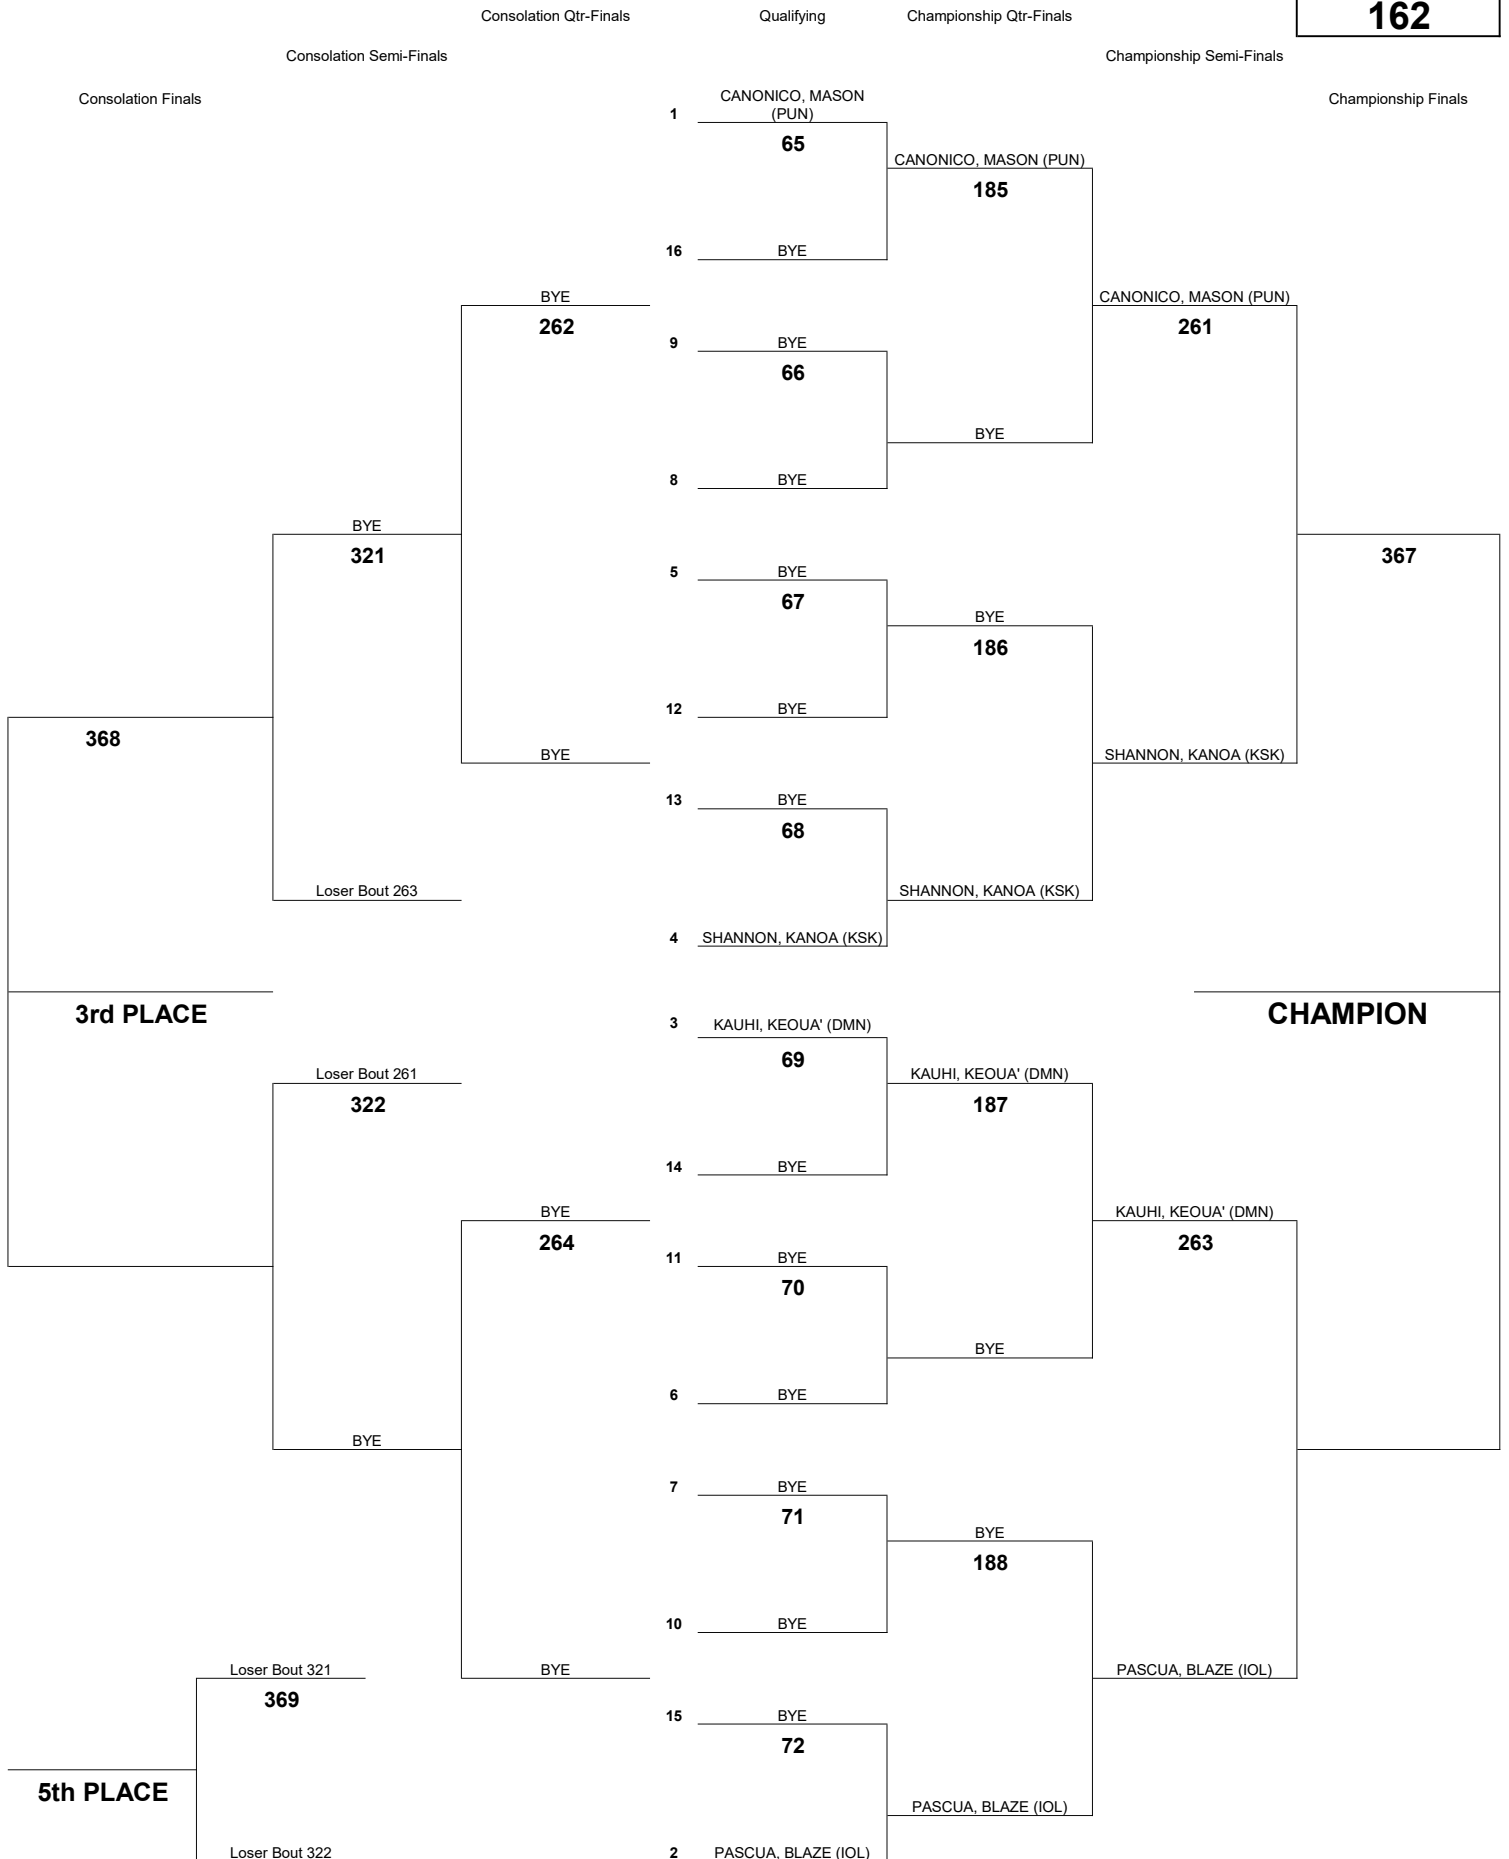 Consolation Qtr-Finals
Qualifying
Championship Qtr-Finals
162
Consolation Semi-Finals
Championship Semi-Finals
Consolation Finals
CANONICO, MASON
(PUN)
Championship Finals
1
65
CANONICO, MASON (PUN)
185
16
BYE
BYE
262
CANONICO, MASON (PUN)
261
9
BYE
66
BYE
8
BYE
BYE
321
367
5
BYE
67
BYE
186
12
BYE
368
BYE
SHANNON, KANOA (KSK)
13
BYE
68
Loser Bout 263
SHANNON, KANOA (KSK)
4
SHANNON, KANOA (KSK)
3rd PLACE
CHAMPION
3
KAUHI, KEOUA' (DMN)
69
Loser Bout 261
322
KAUHI, KEOUA' (DMN)
187
14
BYE
BYE
264
KAUHI, KEOUA' (DMN)
263
11
BYE
70
BYE
6
BYE
BYE
7
BYE
71
BYE
188
10
BYE
Loser Bout 321
369
BYE
PASCUA, BLAZE (IOL)
15
BYE
72
5th PLACE
PASCUA, BLAZE (IOL)
Loser Bout 322
2
PASCUA, BLAZE (IOL)